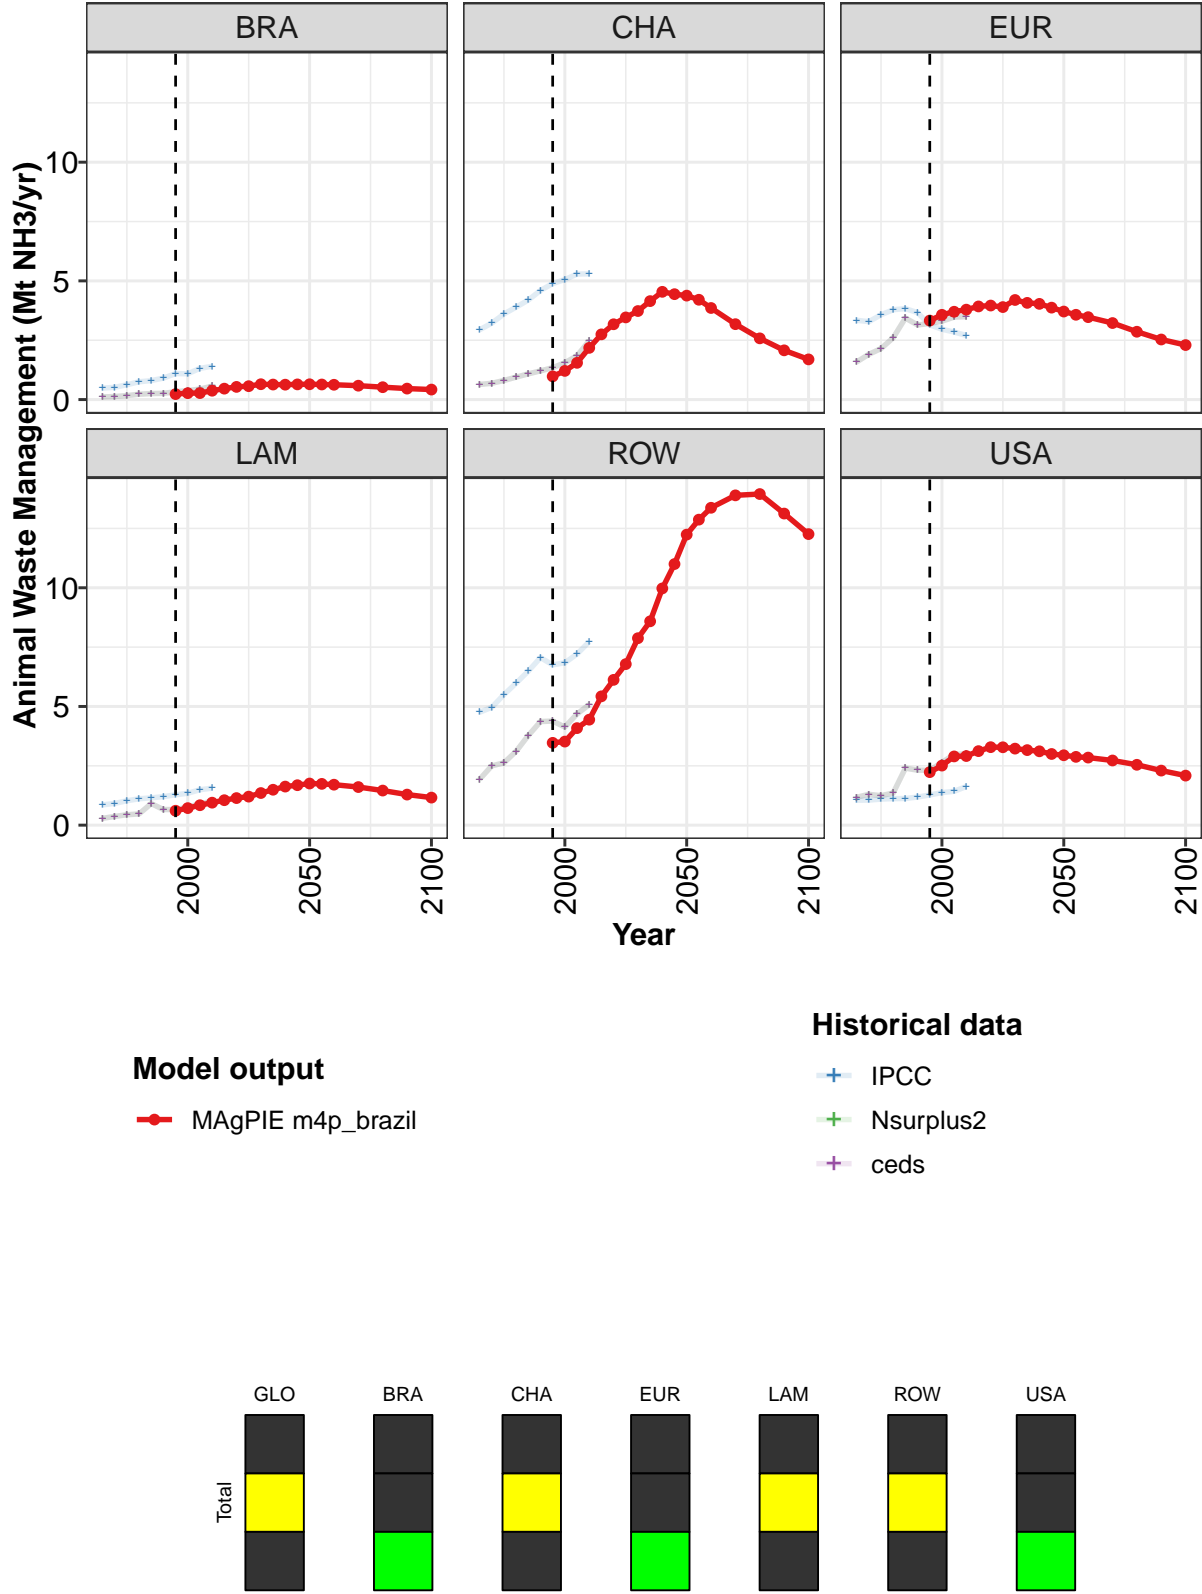 BRA CHA EUR
10
5
0
LAM ROW USA
10
5
0
Animal Waste Management (Mt NH3/yr)
2000 2050 2100 2000 2050 2100 2000 2050 2100
Year
Historical data
Model output
IPCC
MAgPIE m4p_brazil
Nsurplus2
ceds
GLO BRA CHA EUR LAM ROW USA
Total